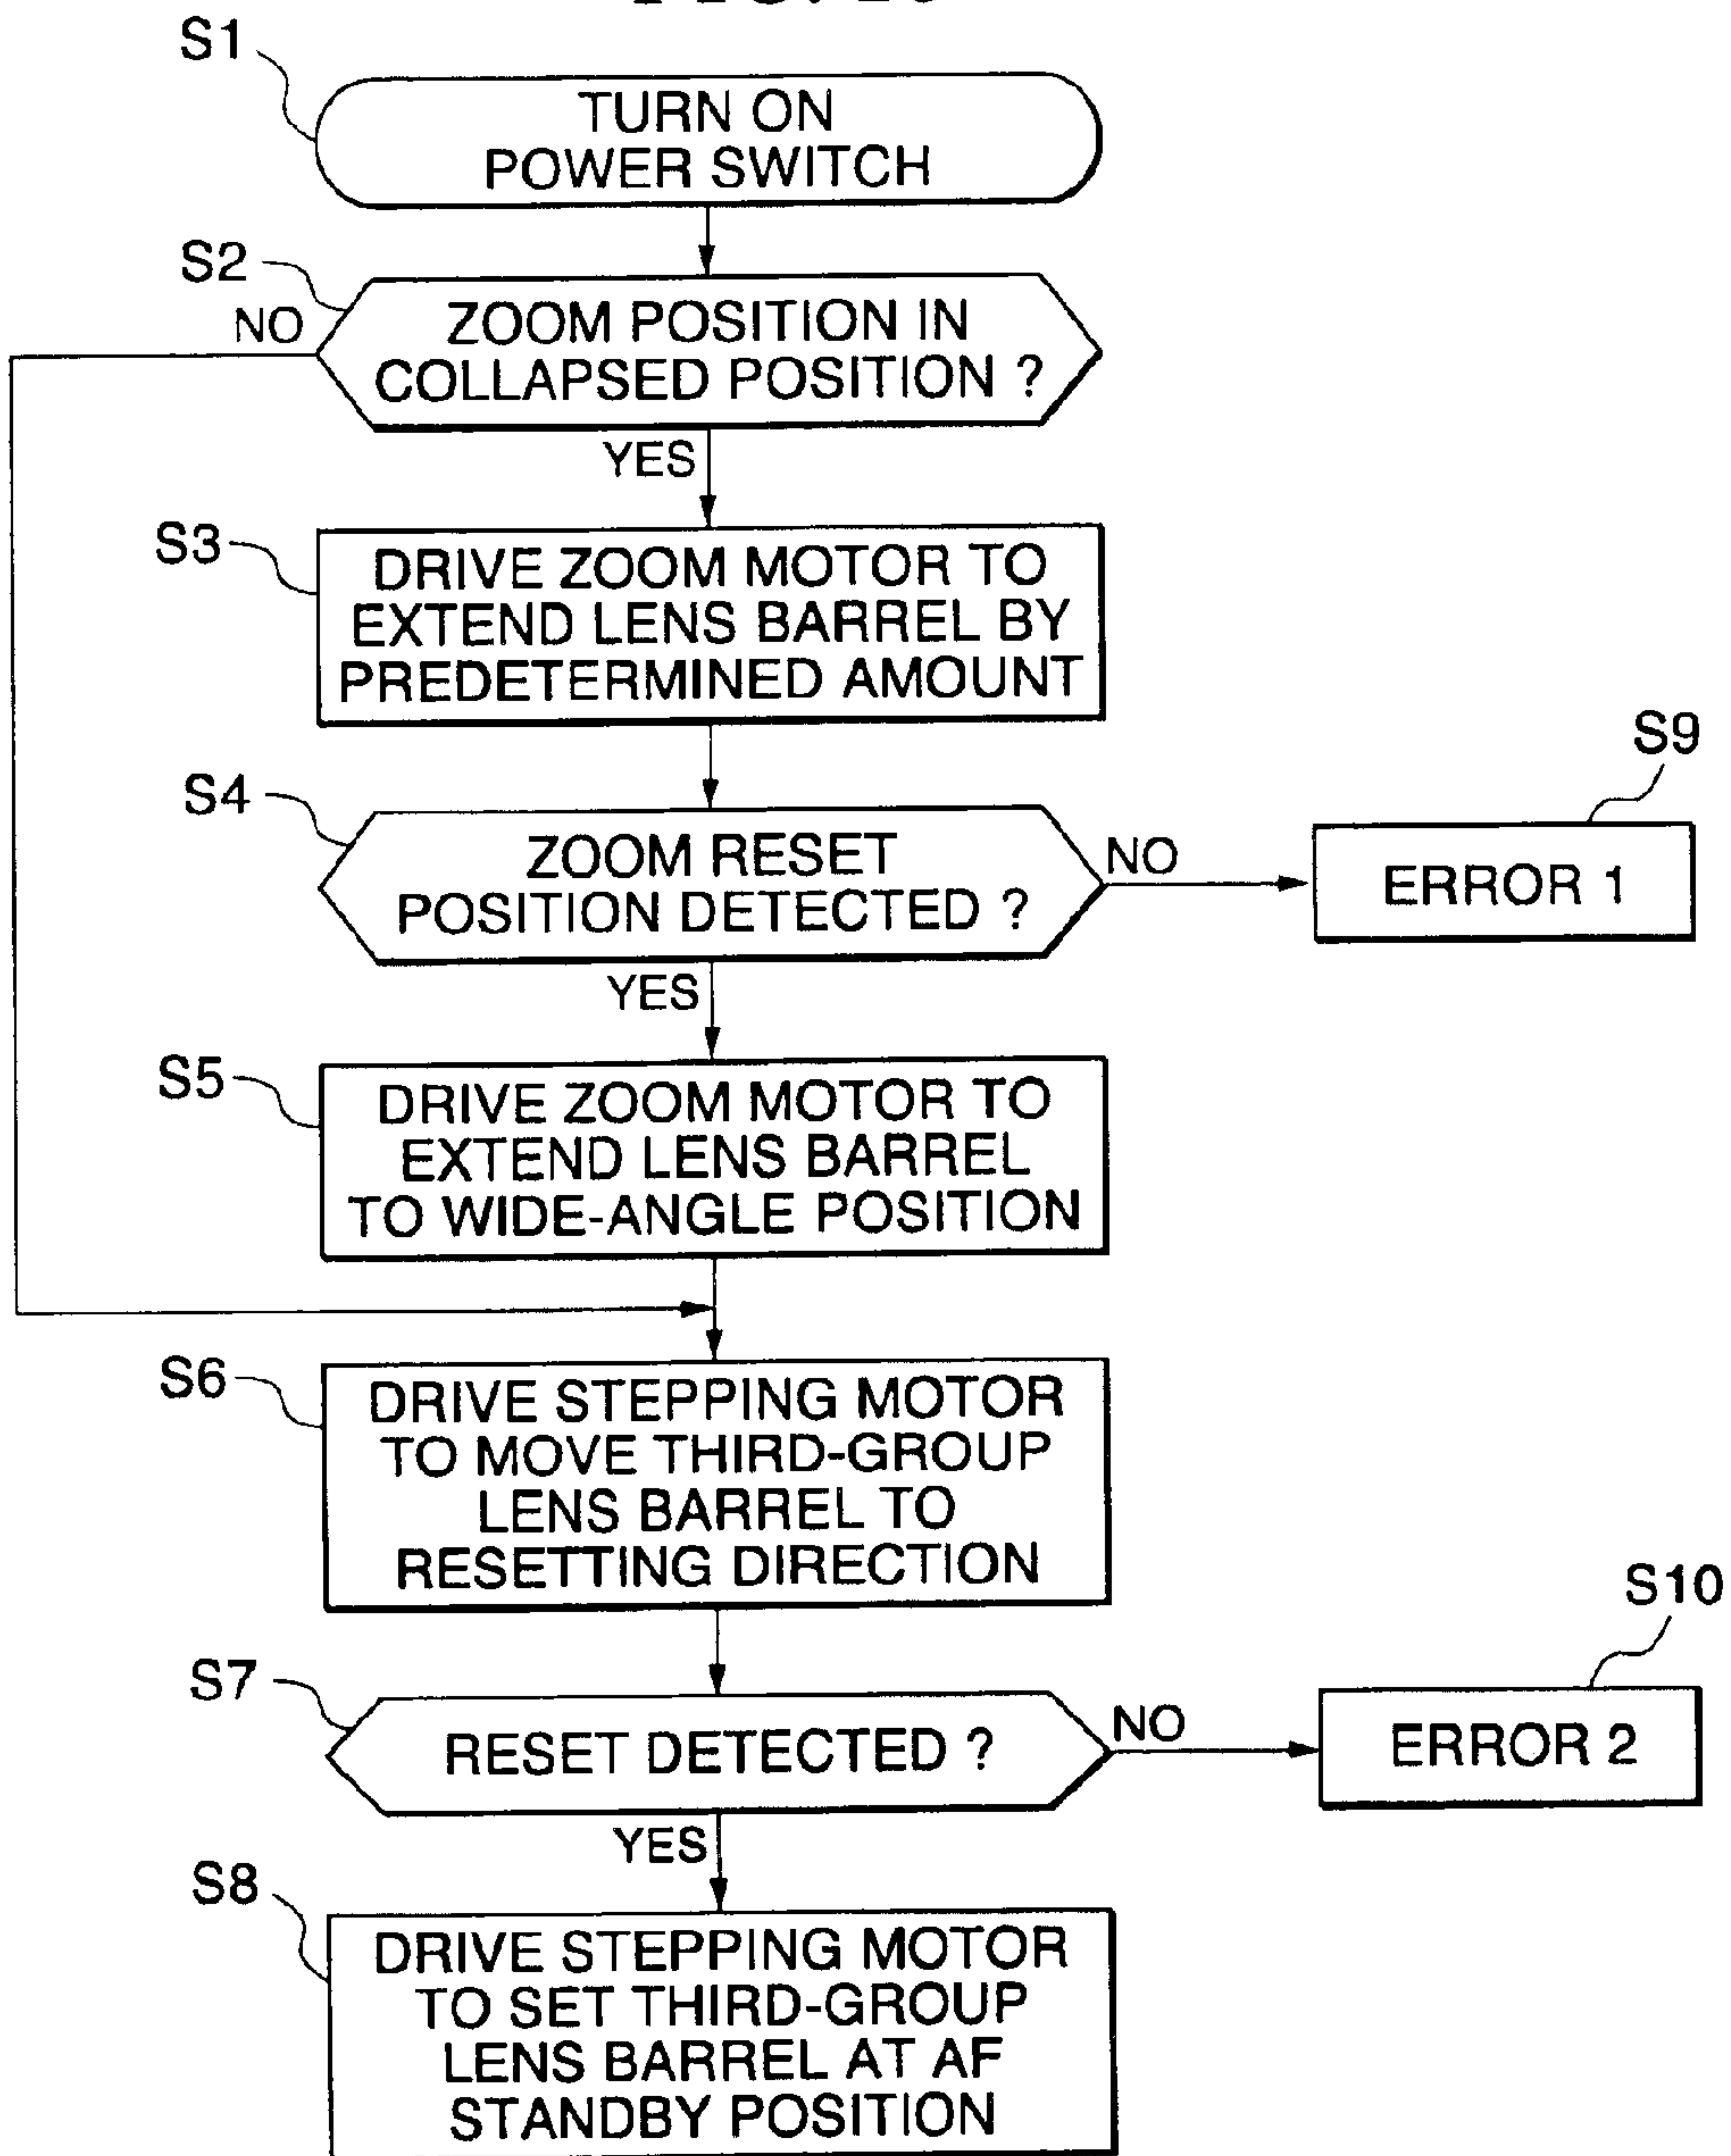 S1
TURN ON
POWER SWITCH
S2
NO
ZOOM POSITION IN
COLLAPSED POSITION ?
YES
S3
DRIVE ZOOM MOTOR TO
EXTEND LENS BARREL BY
PREDETERMINED AMOUNT
S4
ZOOM RESET
POSITION DETECTED ?
NO
S9
ERROR 1
YES
S5
DRIVE ZOOM MOTOR TO
EXTEND LENS BARREL
TO WIDE-ANGLE POSITION
S6
DRIVE STEPPING MOTOR
TO MOVE THIRD-GROUP
LENS BARREL TO
RESETTING DIRECTION
S7
RESET DETECTED ?
NO
S10
ERROR 2
YES
S8
DRIVE STEPPING MOTOR
TO SET THIRD-GROUP
LENS BARREL AT AF
STANDBY POSITION